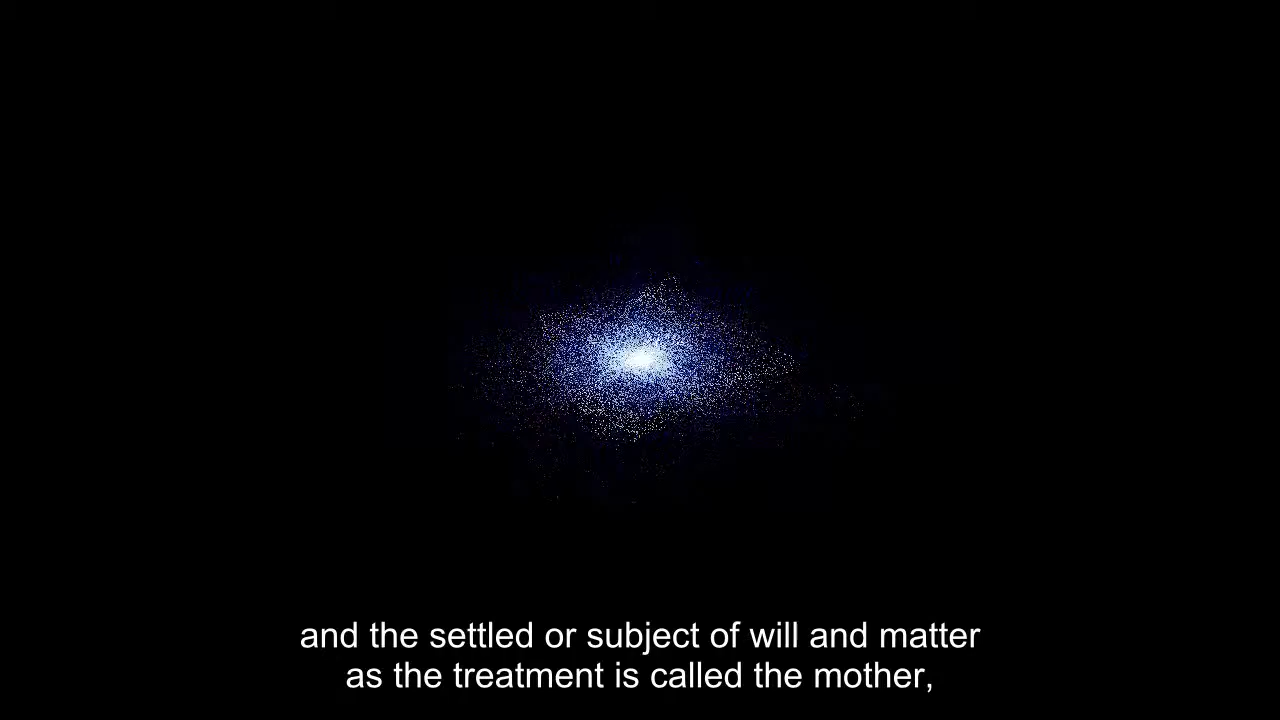 and the settled or subject of will and matter
as the treatment is called the mother,